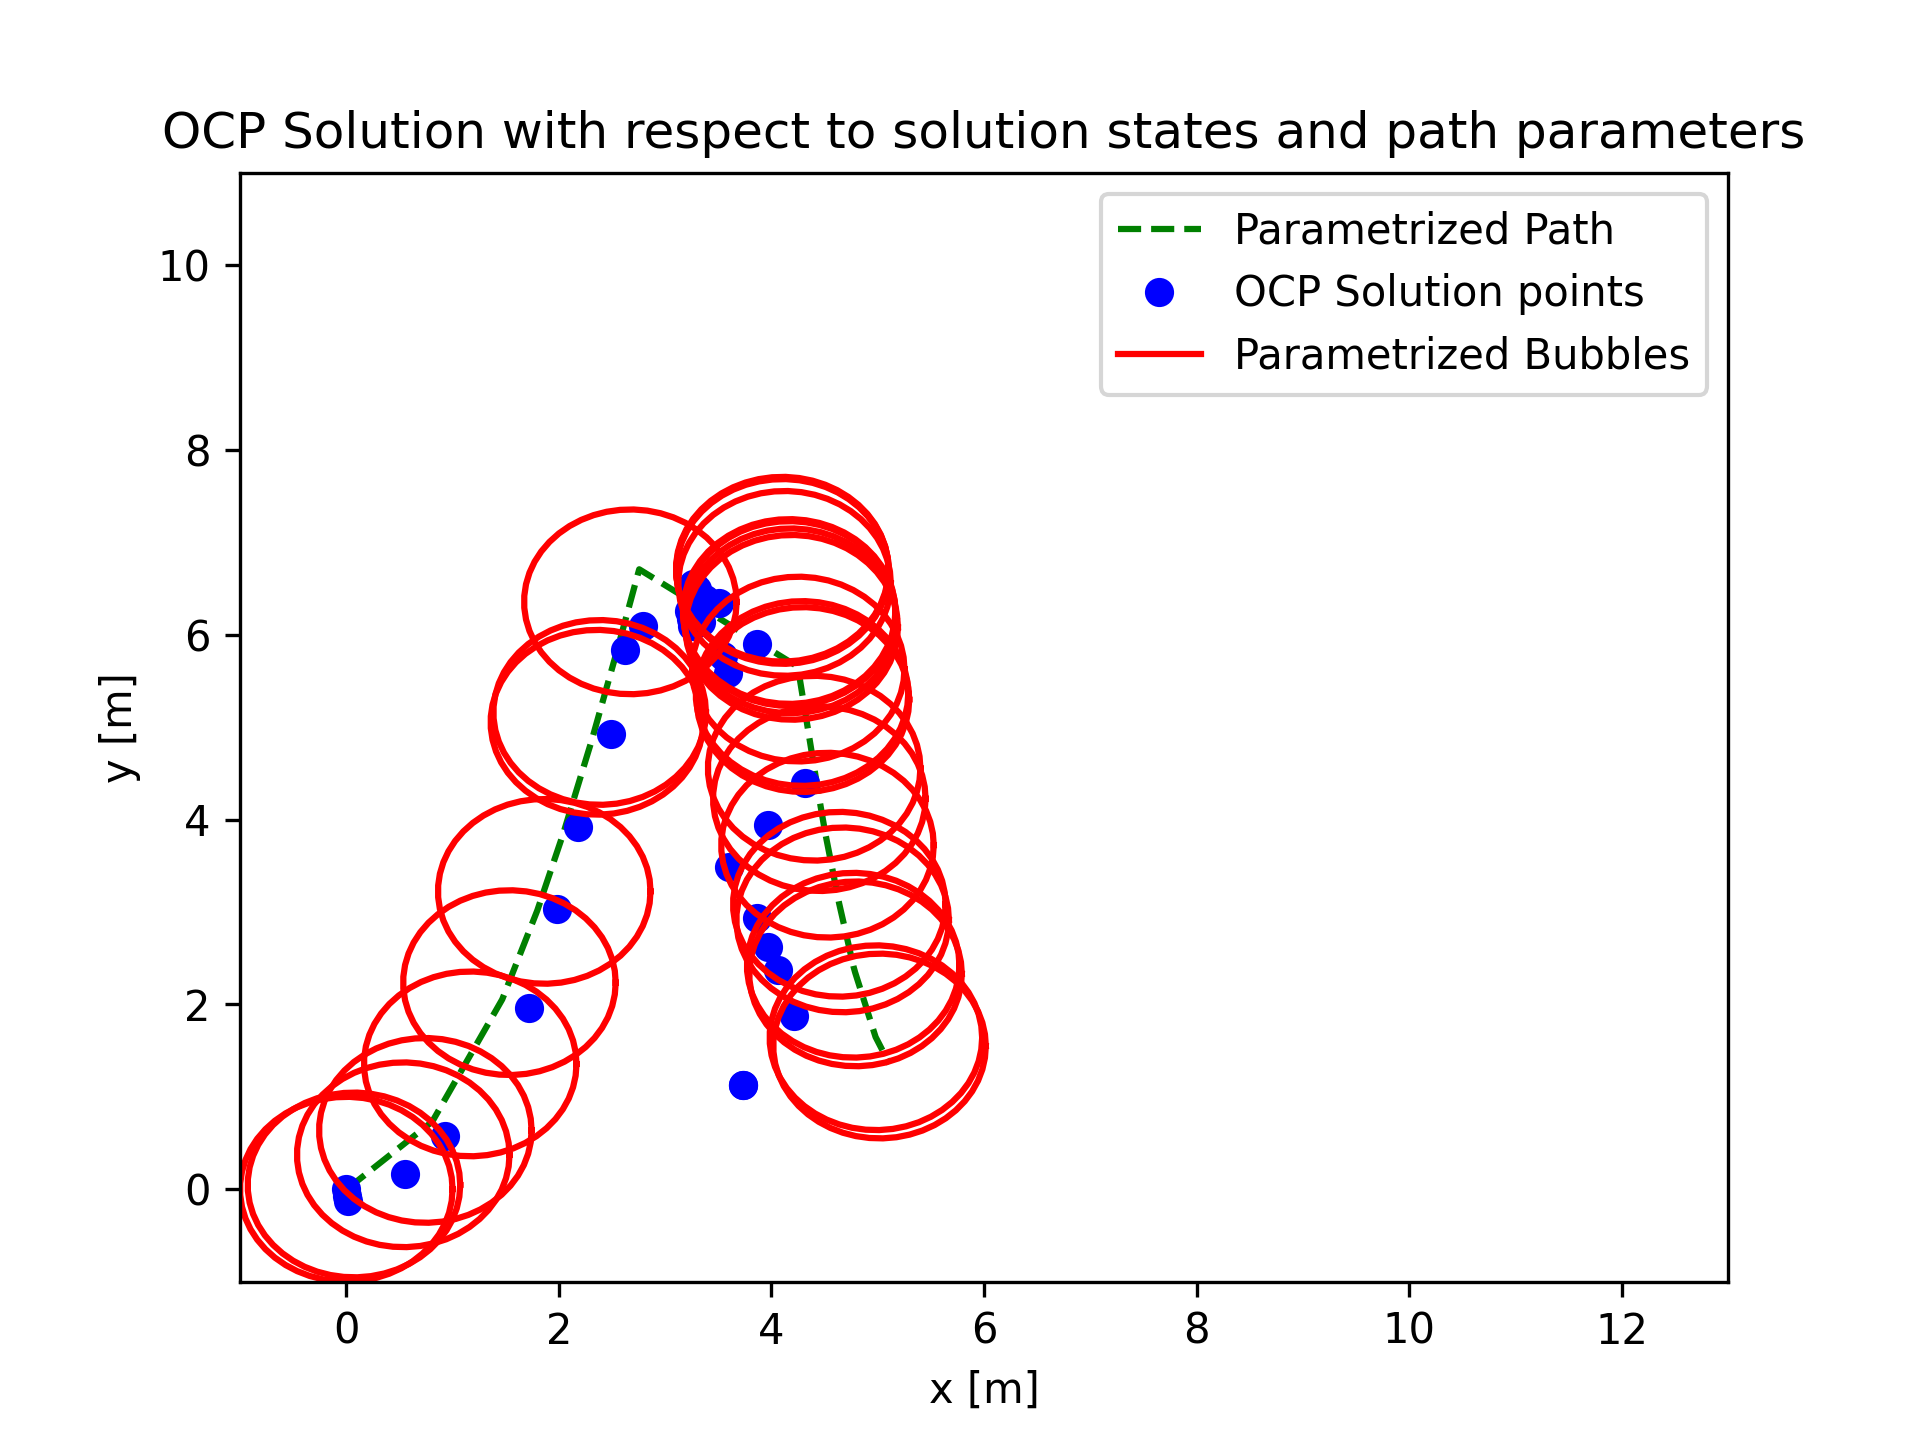 OCP Solution with respect to solution states and path parameters
Parametrized Path
OCP Solution points
Parametrized Bubbles
10
8
6
4
2
0
y [m]
0 2 4 6 8 10 12
x [m]